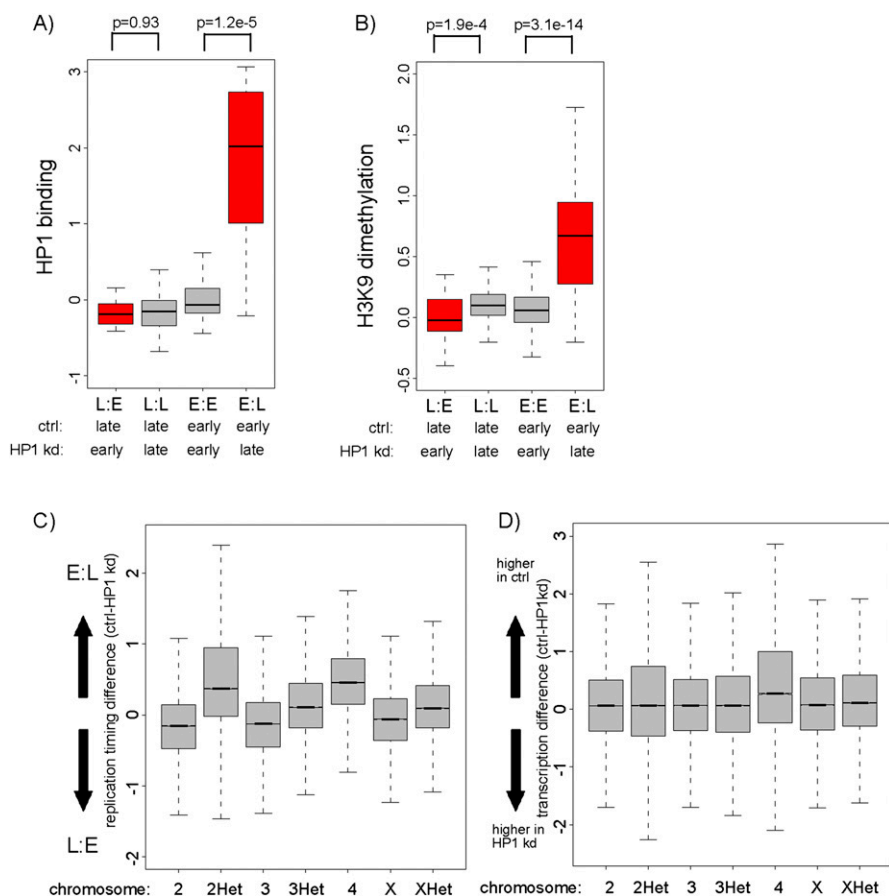 A)
p=0.93 p=1.2e-5
HP1 binding
3
2
1
0
-1
L:E L:L E:E E:L
ctrl: late late early early
HP1 kd: early late early late
B)
p=1.9e-4 p=3.1e-14
H3K9 dimethylation
2.0
1.5
1.0
0.5
0.0
-0.5
L:E L:L E:E E:L
ctrl: late late early early
HP1 kd: early late early late
C)
E:L
L:E
replication timing difference (ctrl-HP1 kd)
2
1
0
-1
-2
chromosome: 2 2Het 3 3Het 4 X XHet
D)
higher
in ctrl
higher in
HP1 kd
transcription difference (ctrl-HP1kd)
3
2
1
0
-1
-2
chromosome: 2 2Het 3 3Het 4 X XHet